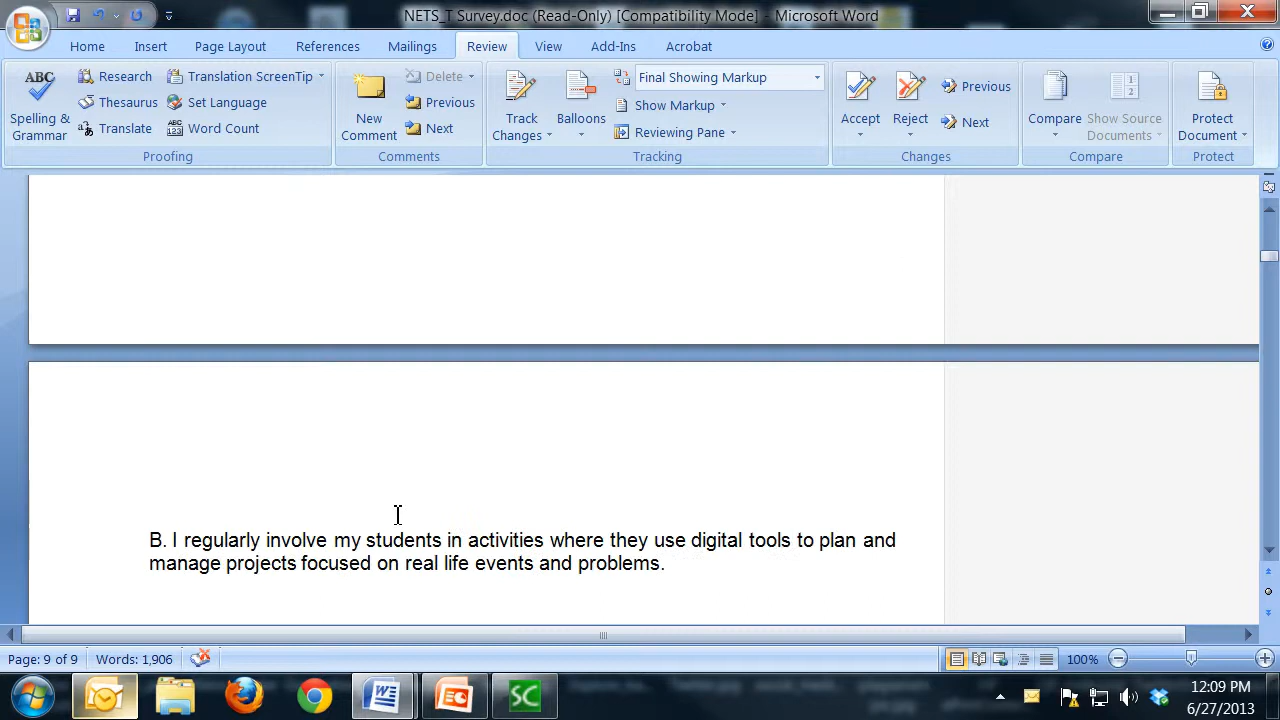 NETS_T Survey.doc (Read-Only) [Compatibility Mode] - Microsoft Word
Home Insert Page Layout References Mailings Review View Add-Ins Acrobat
ABC Spelling & Grammar
Research
Thesaurus
Translate
Translation ScreenTip
Set Language
ABC 123 Word Count
Proofing
New Comment
Delete
Previous
Next
Comments
Track Changes
Balloons
Final Showing Markup
Show Markup
Reviewing Pane
Tracking
Accept
Reject
Previous
Next
Changes
Compare
Show Source Documents
Compare
Protect Document
Protect
B. I regularly involve my students in activities where they use digital tools to plan and
manage projects focused on real life events and problems.
Page: 9 of 9 Words: 1,906
100%
SC
12:09 PM
6/27/2013